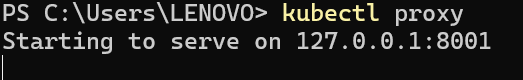 PS C:\Users\LENOVO> kubectl proxy
Starting to serve on 127.0.0.1:8001